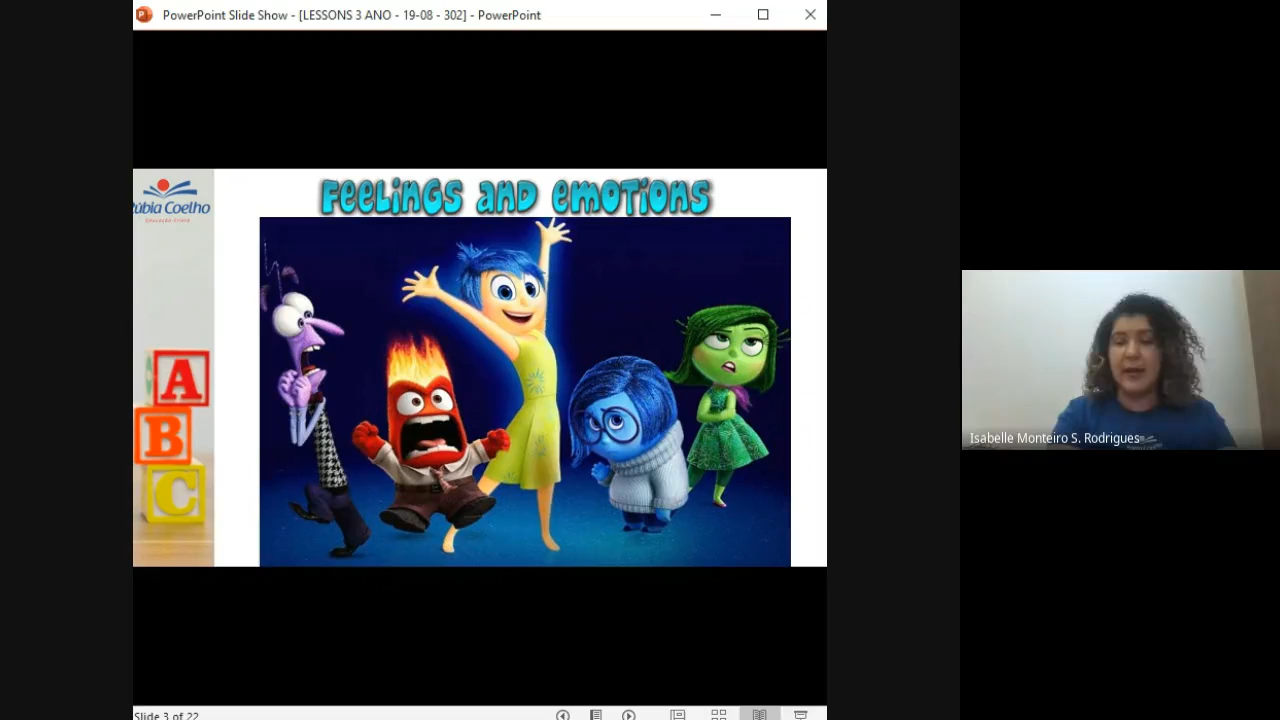 PowerPoint Slide Show - [LESSONS 3 ANO - 19-08 - 302] - PowerPoint
FEELINGS AND EMOTIONS
Rúbia Coelho
A
B
C
Isabelle Monteiro S. Rodrigues
Slide 3 of 22